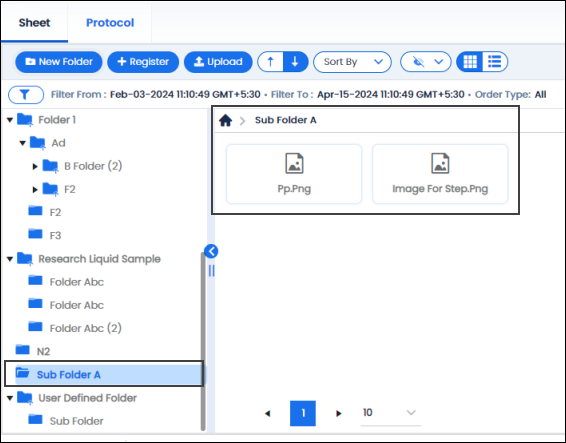 Sheet Protocol
New Folder Register Upload Sort By
Filter From : Feb-03-2024 11:10:49 GMT+5:30 • Filter To : Apr-15-2024 11:10:49 GMT+5:30 • Order Type: All
Folder 1
Ad
B Folder (2)
F2
F2
F3
Research Liquid Sample
Folder Abc
Folder Abc
Folder Abc (2)
N2
Sub Folder A
User Defined Folder
Sub Folder
Sub Folder A
Pp.Png Image For Step.Png
1 10